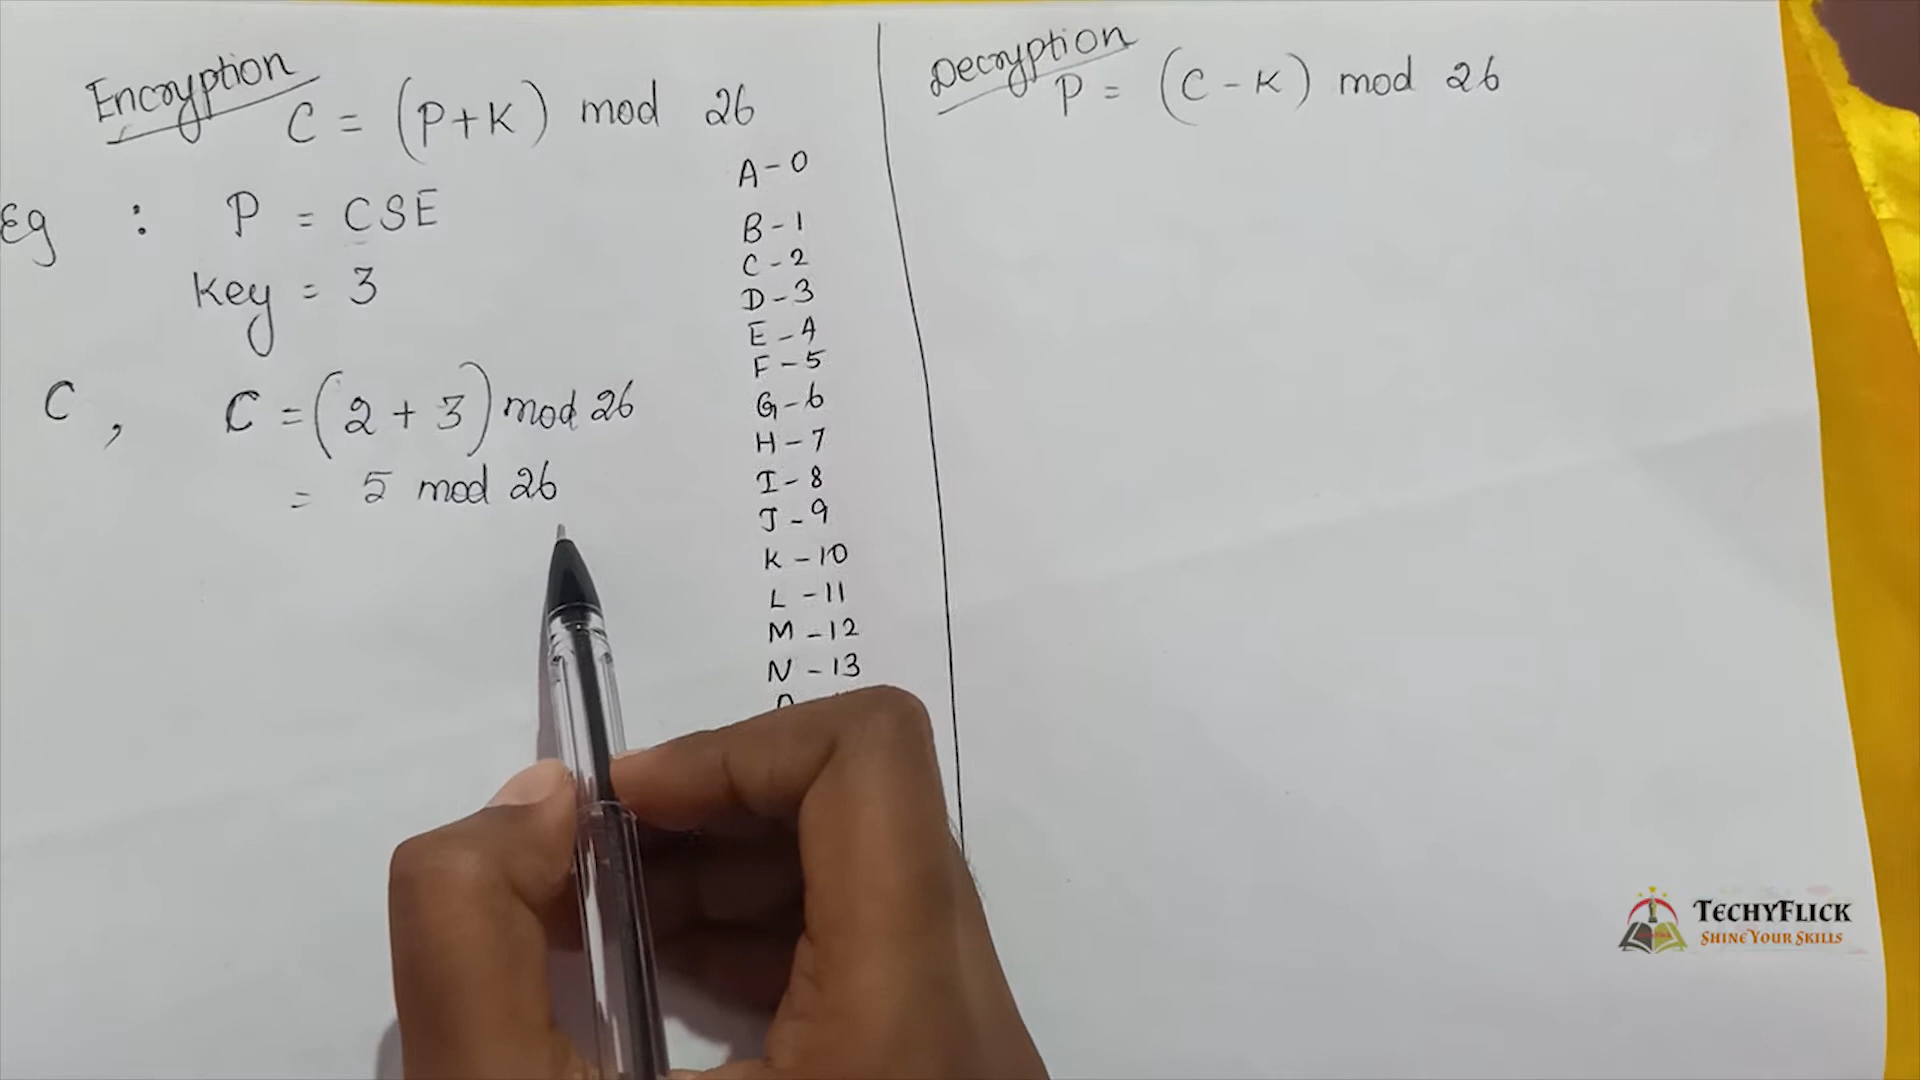 Encryption
C = (P+K) mod 26
Eg : P = CSE
Key = 3
C, C = (2 + 3) mod 26
= 5 mod 26
A - 0
B - 1
C - 2
D - 3
E - 4
F - 5
G - 6
H - 7
I - 8
J - 9
K - 10
L - 11
M - 12
N - 13
Decryption
P = (C - K) mod 26
TECHYFLICK
SHINE YOUR SKILLS